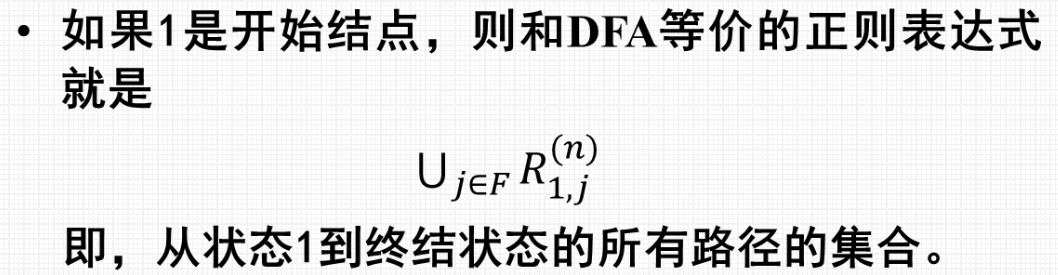 • 如果1是开始结点，则和DFA等价的正则表达式
就是
⋃_{j∈F} R_{1,j}^{(n)}
即，从状态1到终结状态的所有路径的集合。